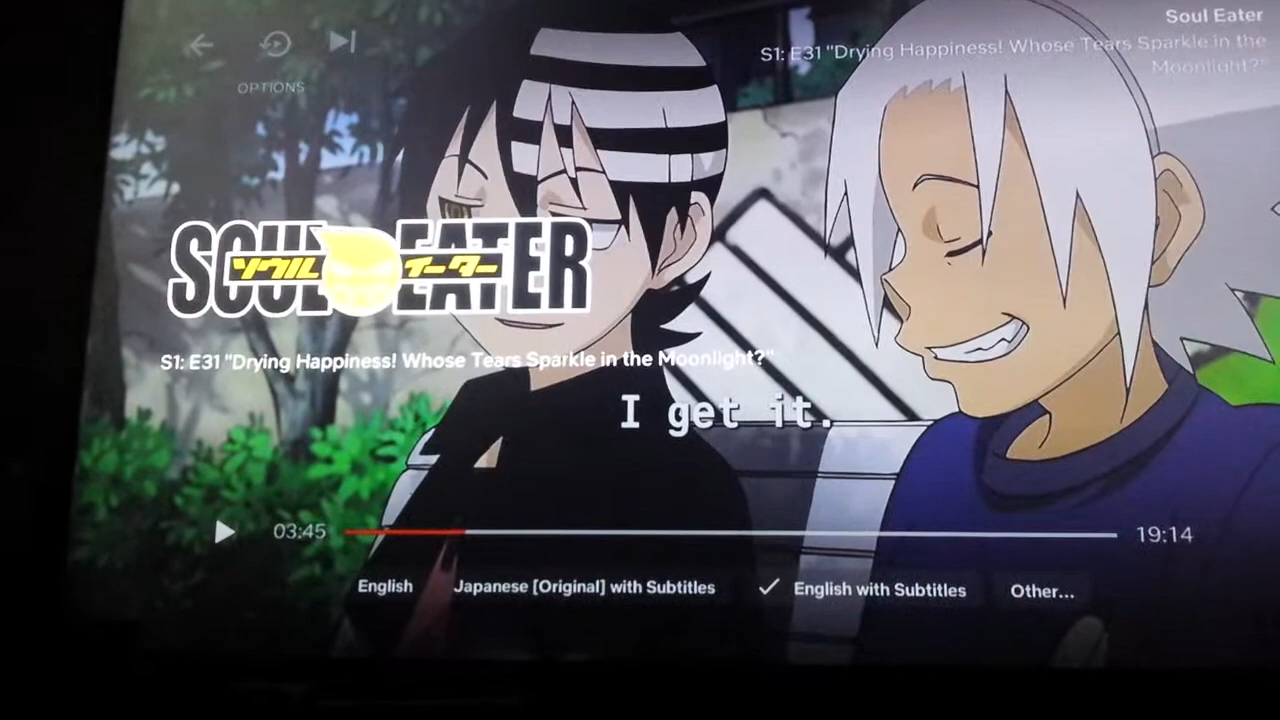 Soul Eater
S1: E31 "Drying Happiness! Whose Tears Sparkle in the
Moonlight?"
OPTIONS
SOUL EATER
ソウル イーター
S1: E31 "Drying Happiness! Whose Tears Sparkle in the Moonlight?"
I get it.
03:45
19:14
English
Japanese [Original] with Subtitles
English with Subtitles
Other...